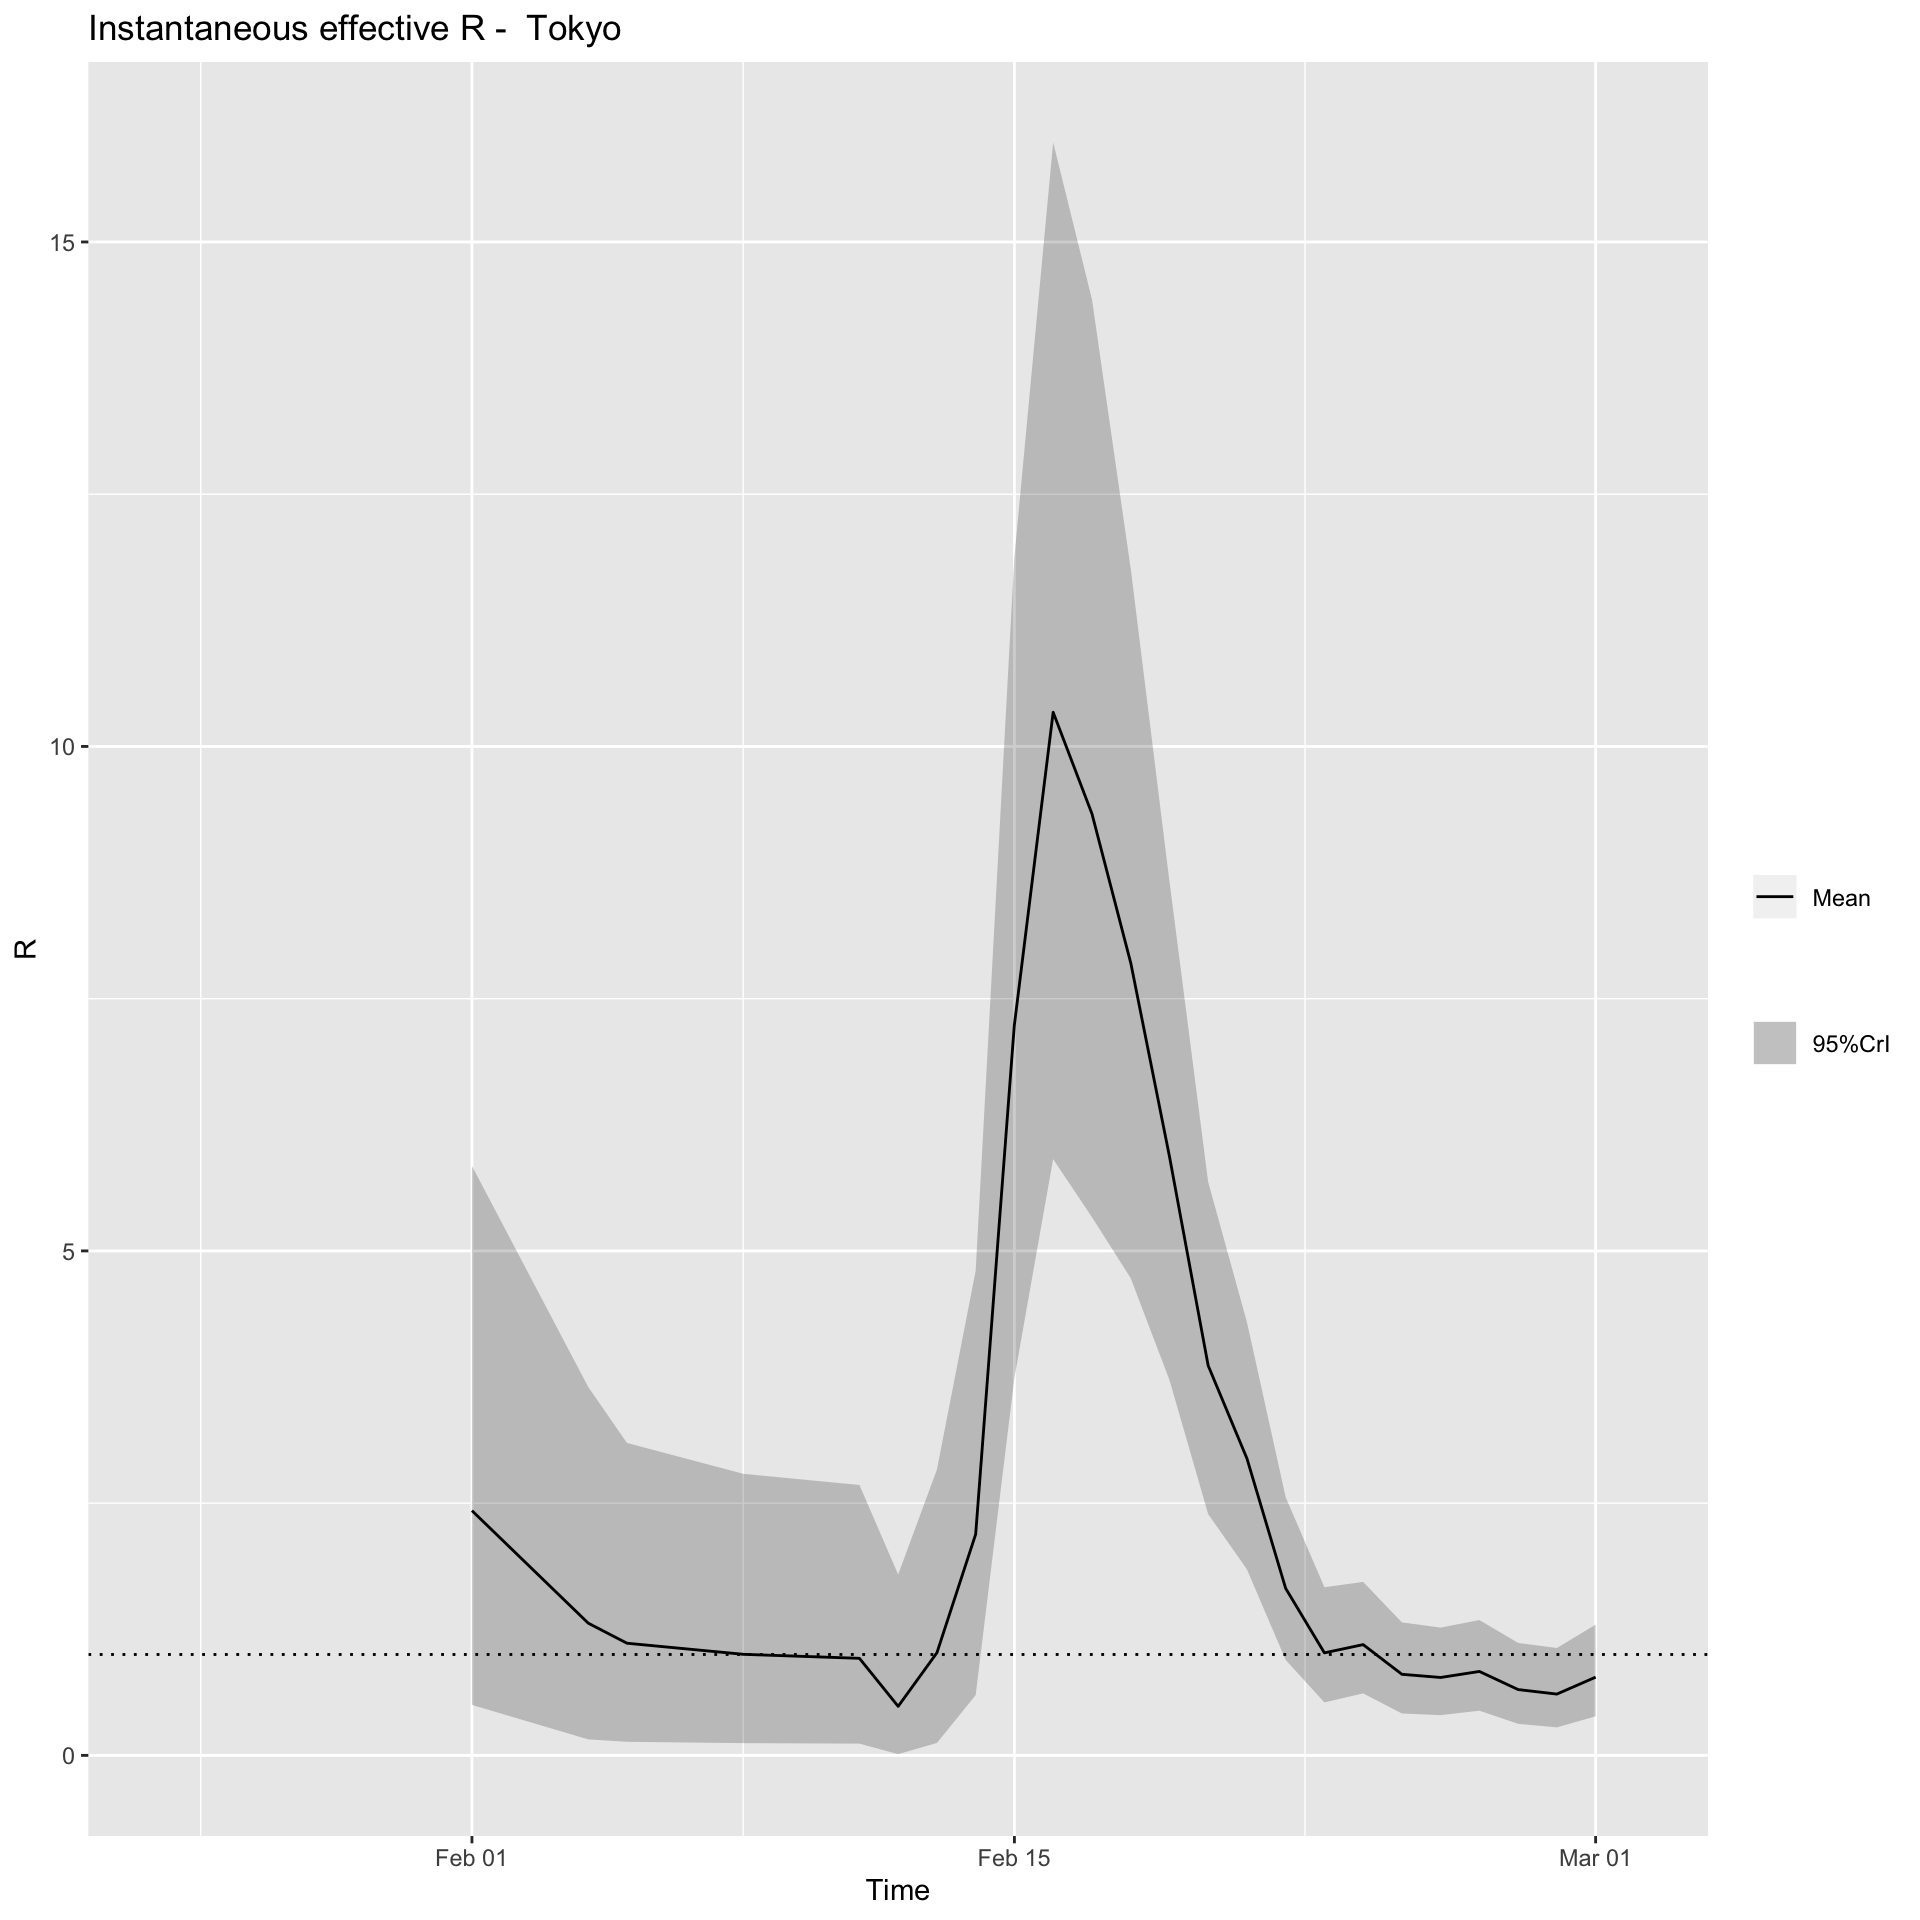 Instantaneous effective R -  Tokyo
15
10
5
0
R
Feb 01
Feb 15
Mar 01
Time
Mean
95%CrI